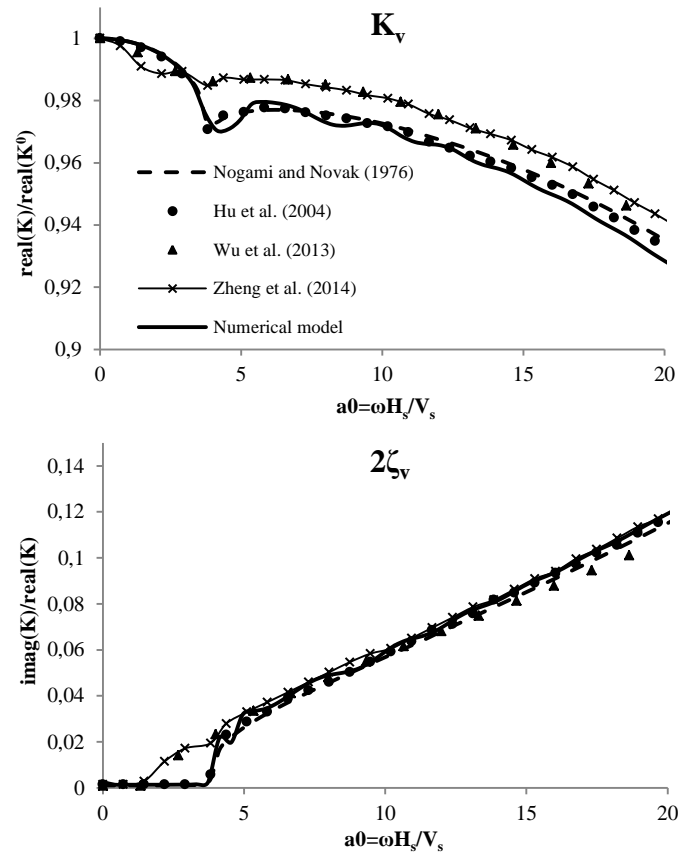 K_v
1
0,98
0,96
0,94
0,92
0,9
real(K)/real(K⁰)
Nogami and Novak (1976)
Hu et al. (2004)
Wu et al. 2013)
Zheng et al. (2014)
Numerical model
0 5 10 15 20
a0=ωH_s/V_s
2ζ_v
0,14
0,12
0,1
0,08
0,06
0,04
0,02
0
imag(K)/real(K)
0 5 10 15 20
a0=ωH_s/V_s